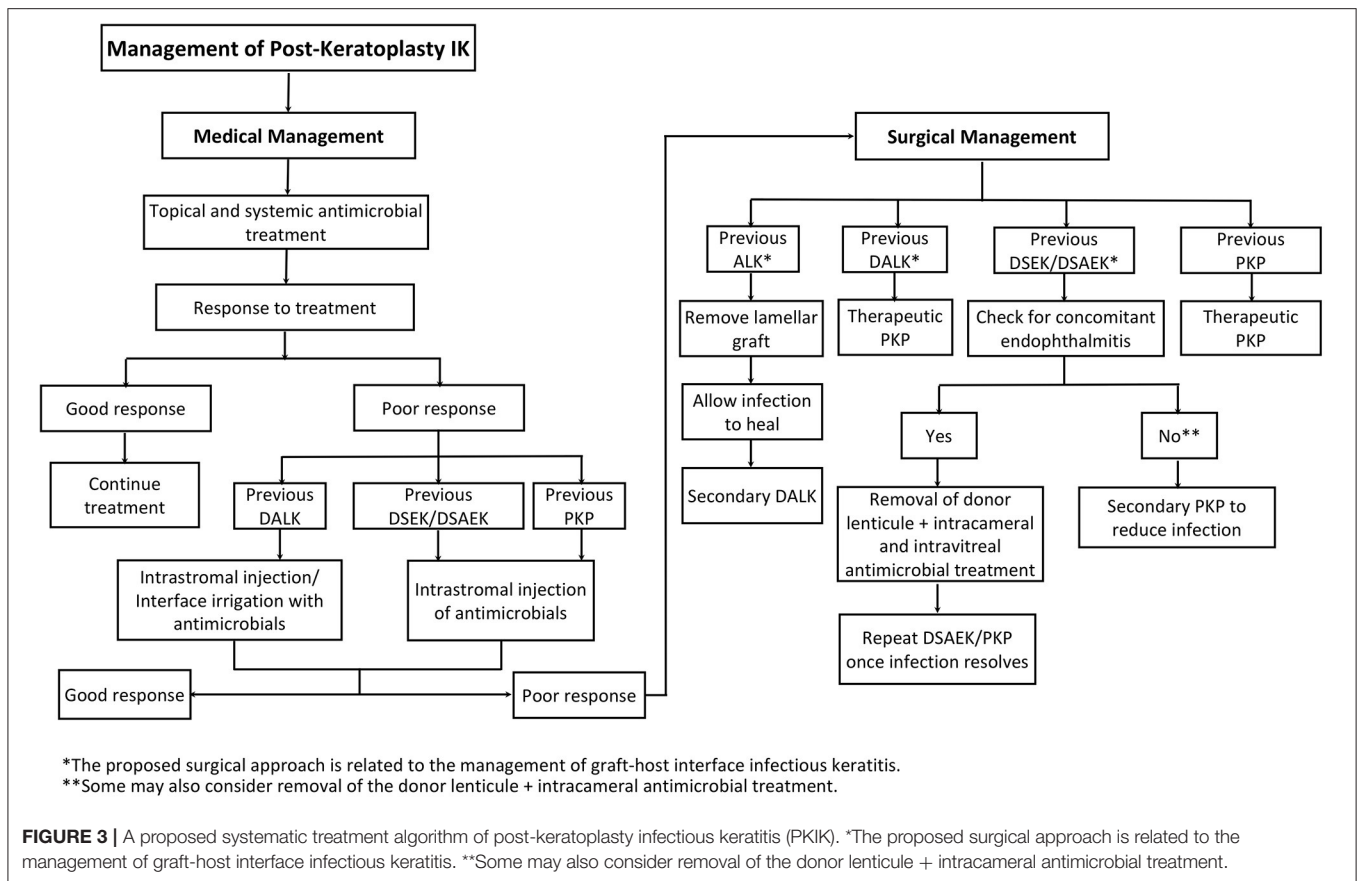 Management of Post-Keratoplasty IK
Medical Management
Topical and systemic antimicrobial
treatment
Response to treatment
Good response
Poor response
Continue
treatment
Previous
DALK
Previous
DSEK/DSAEK
Previous
PKP
Intrastromal injection/
Interface irrigation with
antimicrobials
Intrastromal injection
of antimicrobials
Good response
Poor response
Surgical Management
Previous
ALK*
Previous
DALK*
Previous
DSEK/DSAEK*
Previous
PKP
Remove lamellar
graft
Therapeutic
PKP
Check for concomitant
endophthalmitis
Therapeutic
PKP
Allow infection
to heal
Yes
No**
Secondary DALK
Removal of donor
lenticule + intracameral
and intravitreal
antimicrobial treatment
Secondary PKP to
reduce infection
Repeat DSAEK/PKP
once infection resolves
*The proposed surgical approach is related to the management of graft-host interface infectious keratitis.
**Some may also consider removal of the donor lenticule + intracameral antimicrobial treatment.
FIGURE 3 | A proposed systematic treatment algorithm of post-keratoplasty infectious keratitis (PKIK). *The proposed surgical approach is related to the
management of graft-host interface infectious keratitis. **Some may also consider removal of the donor lenticule + intracameral antimicrobial treatment.